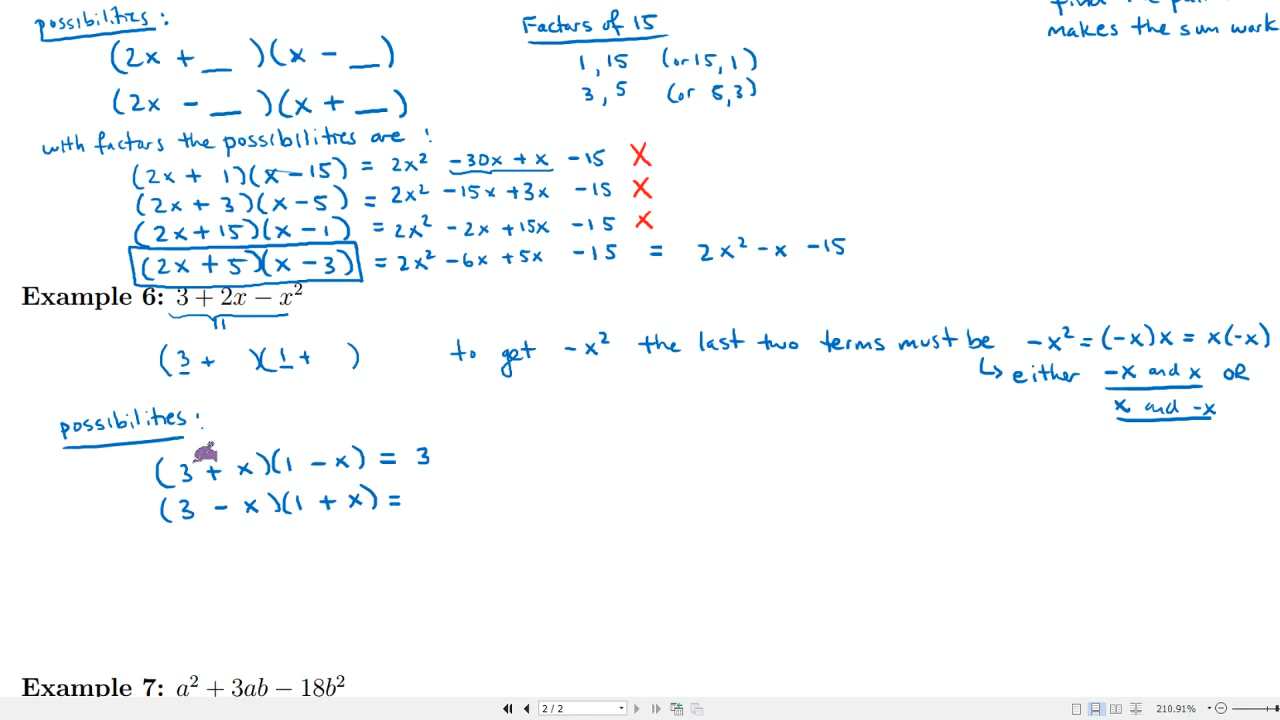 possibilities:
(2x + __ )(x - __)
(2x - __ )(x + __)
Factors of 15
1, 15 (or 15, 1)
3, 5 (or 5,3)
makes the sum work
with factors the possibilities are :
(2x + 1)(x - 15) = 2x² - 30x + x - 15 X
(2x + 3)(x - 5) = 2x² - 15x + 3x - 15 X
(2x + 15)(x - 1) = 2x² - 2x + 15x - 15 X
(2x + 5)(x - 3) = 2x² - 6x + 5x - 15 = 2x² - x - 15
Example 6: 3 + 2x − x²
(3 + )(1 + ) to get - x² the last two terms must be - x² = (-x)x = x(-x)
↳ either -x and x OR
x and -x
possibilities:
(3 + x)(1 - x) = 3
(3 - x)(1 + x) =
Example 7: a² + 3ab − 18b²
2 / 2
210.91%